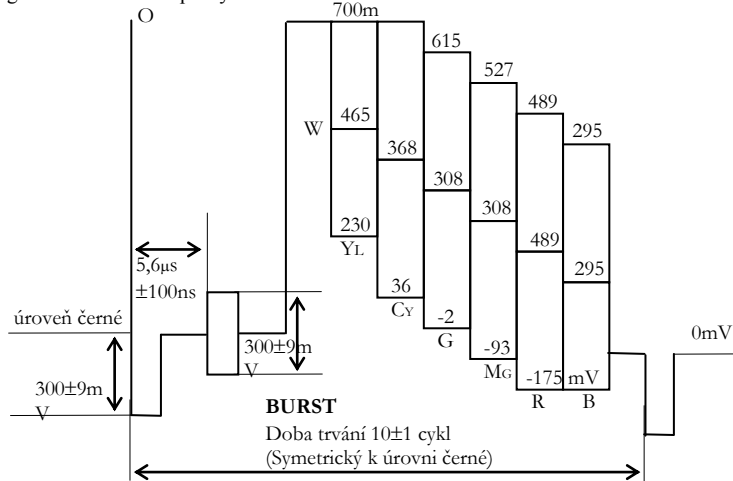 O
700m
615
527
489
295
465
W
368
308
308
489
295
230
YL
5,6µs
±100ns
36
CY
-2
G
-93
MG
-175 mV
R
B
úroveň černé
0mV
300±9m
V
300±9m
V
BURST
Doba trvání 10±1 cykl
(Symetrický k úrovni černé)